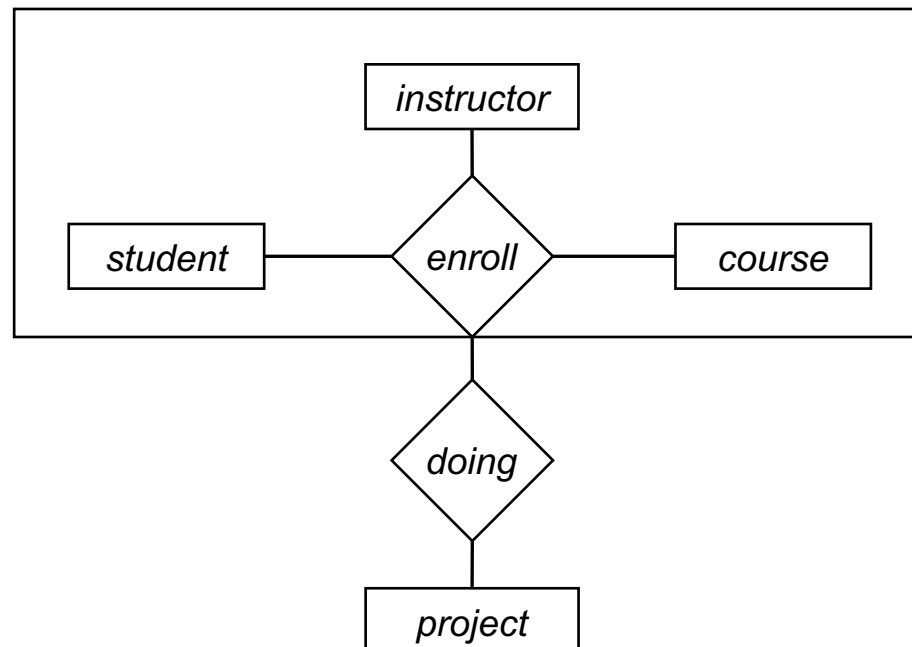 instructor
student
enroll
course
doing
project